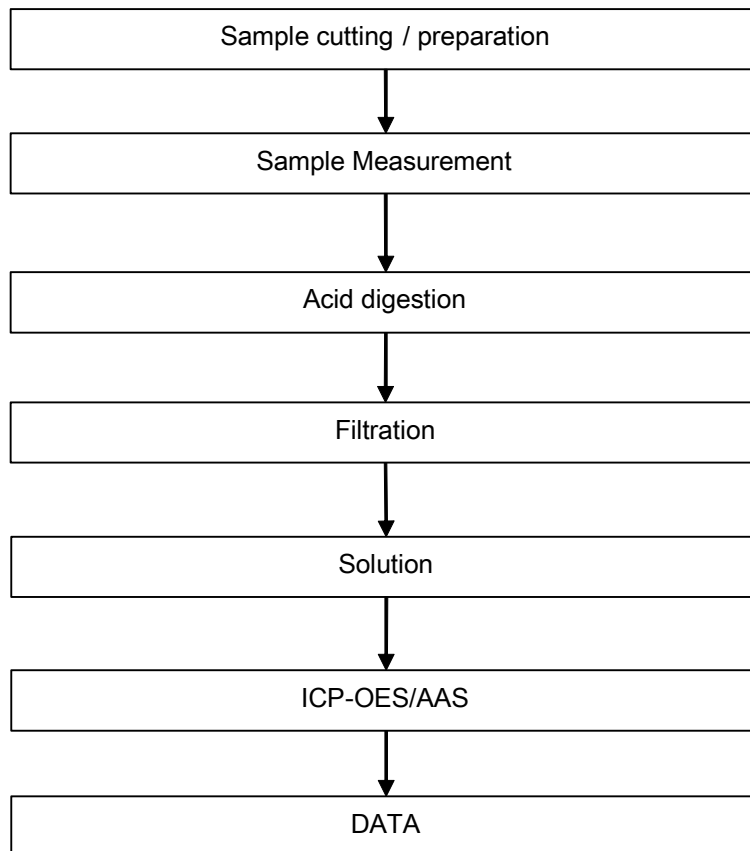 Sample cutting / preparation
Sample Measurement
Acid digestion
Filtration
Solution
ICP-OES/AAS
DATA